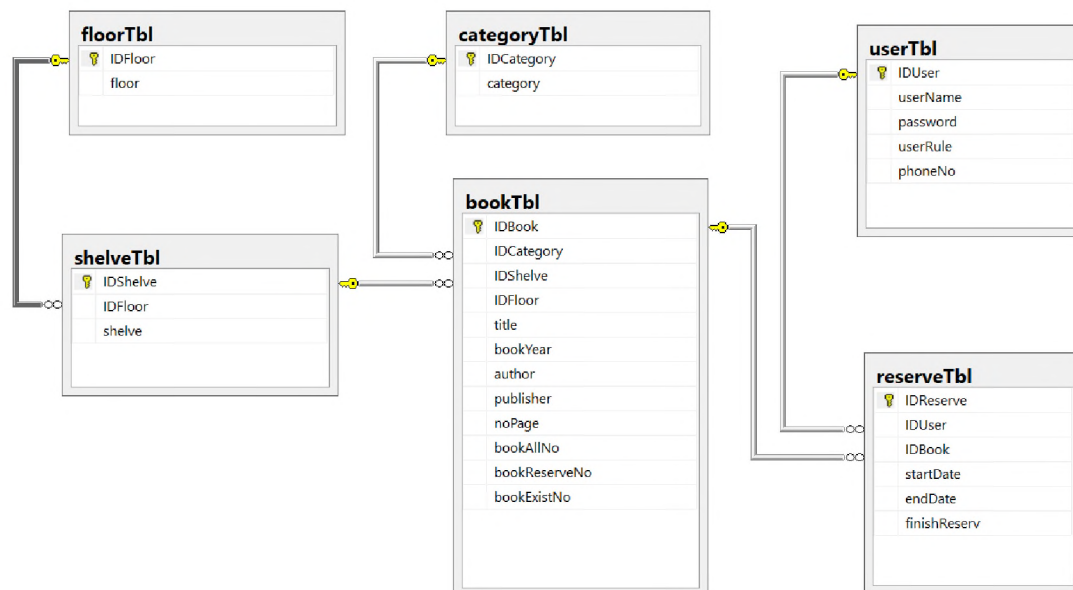 floorTbl
IDFloor
floor
categoryTbl
IDCategory
category
userTbl
IDUser
userName
password
userRule
phoneNo
shelveTbl
IDShelve
IDFloor
shelve
bookTbl
IDBook
IDCategory
IDShelve
IDFloor
title
bookYear
author
publisher
noPage
bookAllNo
bookReserveNo
bookExistNo
reserveTbl
IDReserve
IDUser
IDBook
startDate
endDate
finishReserv